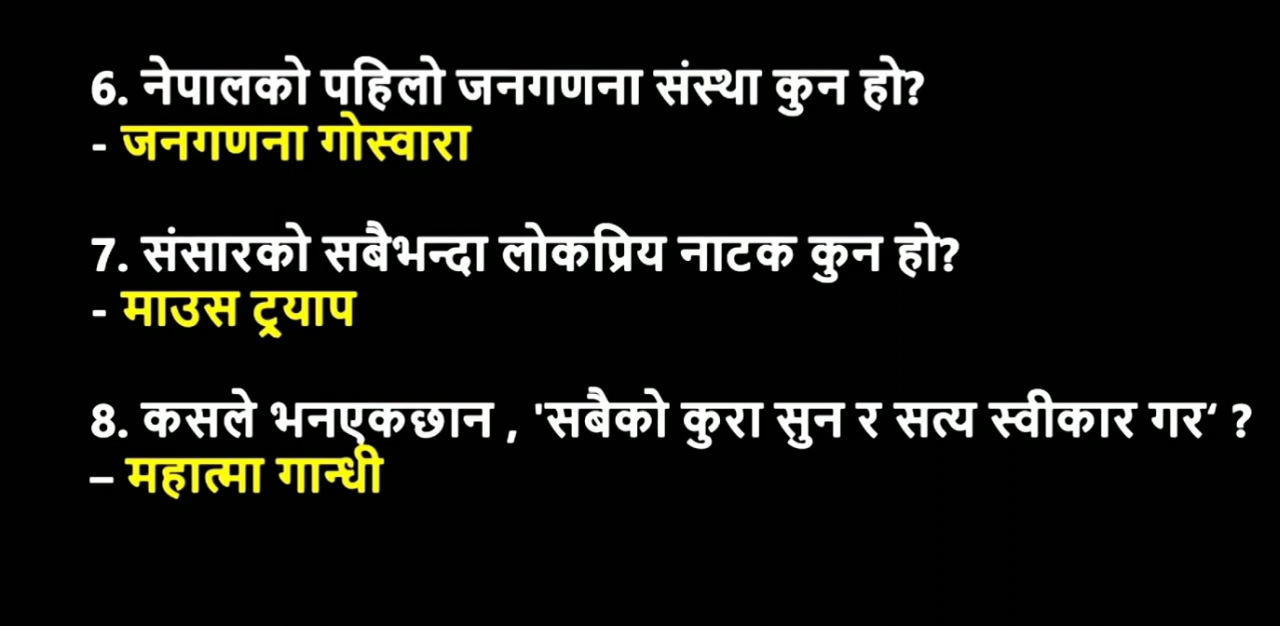 6. नेपालको पहिलो जनगणना संस्था कुन हो?
- जनगणना गोस्वारा
7. संसारको सबैभन्दा लोकप्रिय नाटक कुन हो?
- माउस ट्र्याप
8. कसले भनएकछान , 'सबैको कुरा सुन र सत्य स्वीकार गर‘ ?
– महात्मा गान्धी